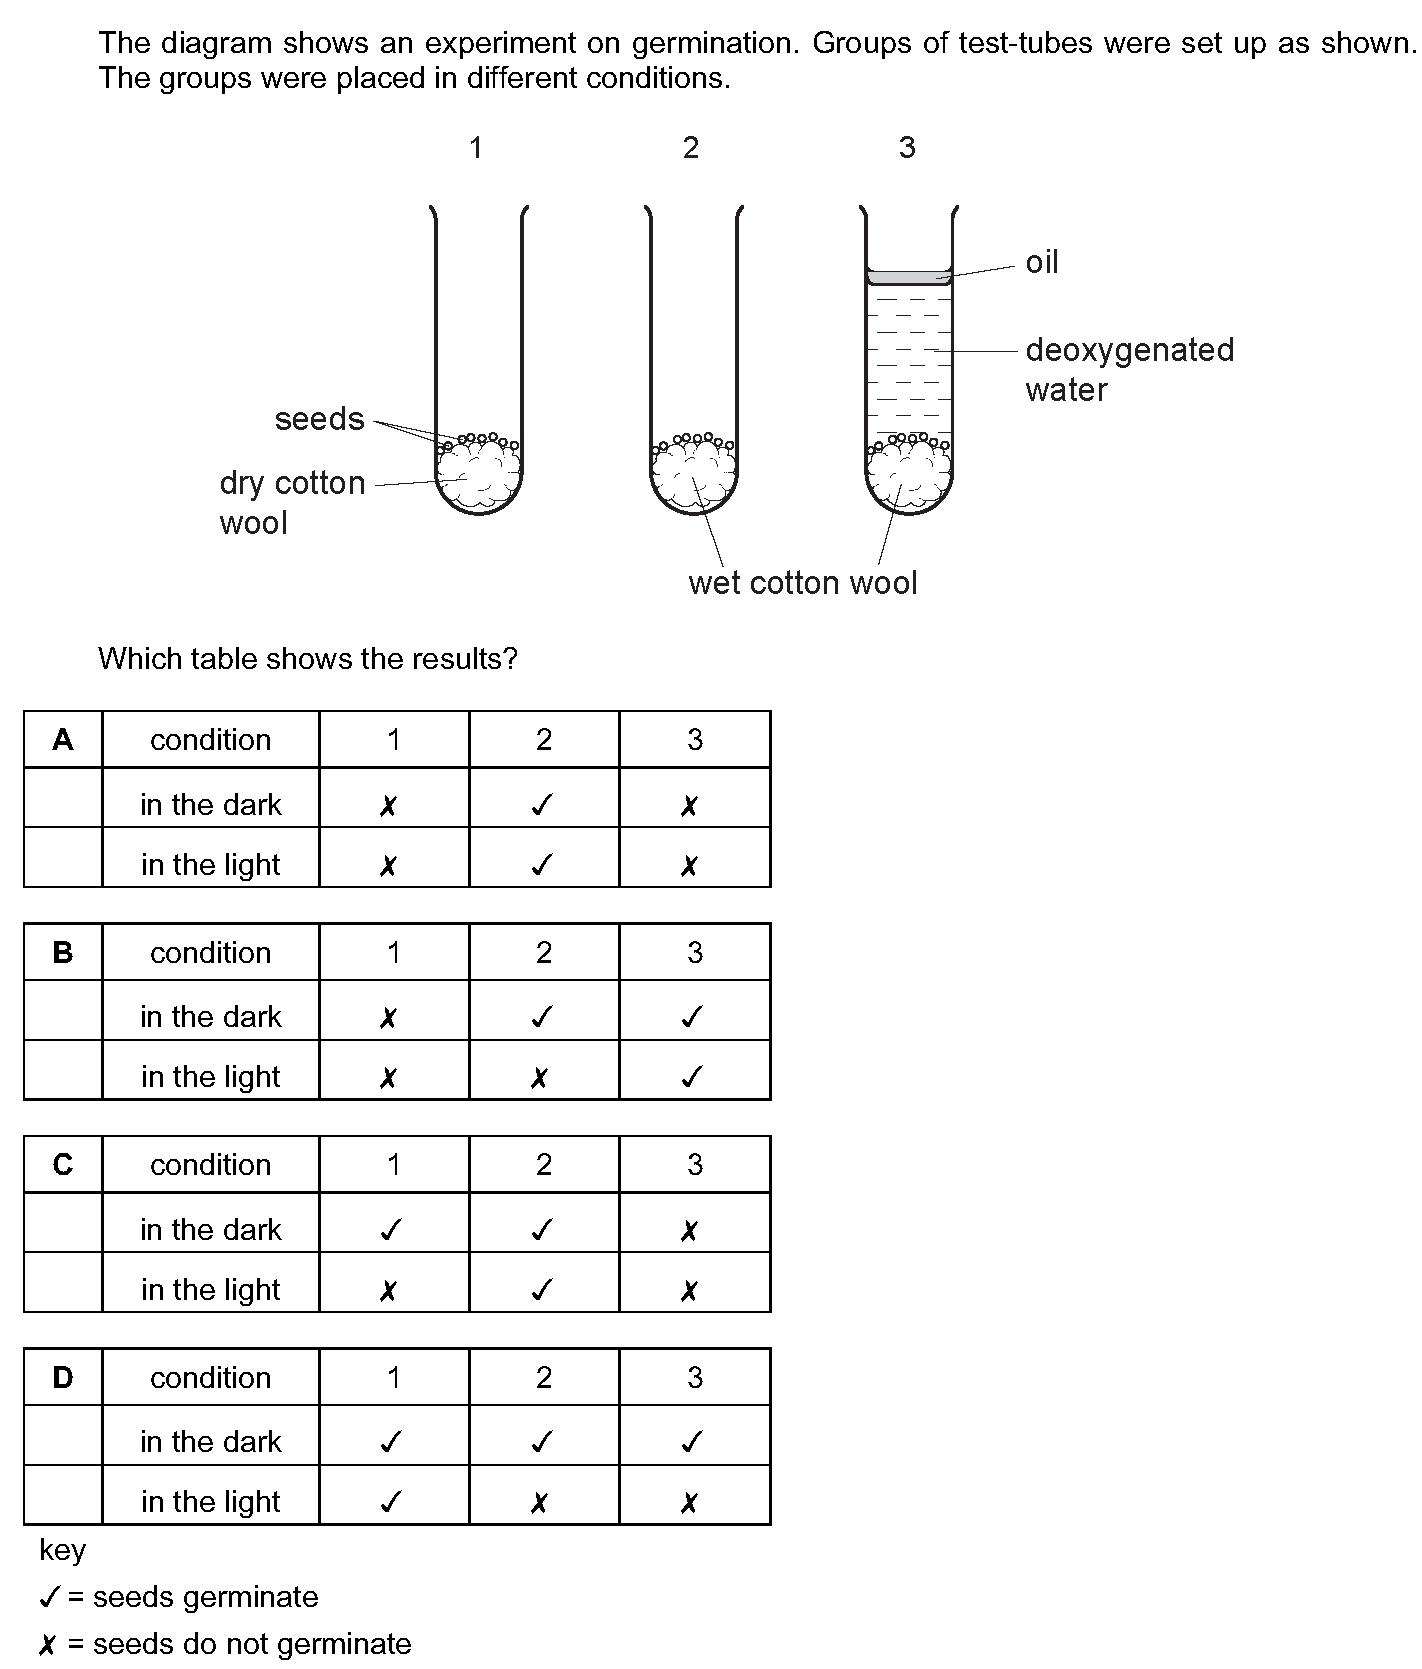 The diagram shows an experiment on germination. Groups of test-tubes were set up as shown.
The groups were placed in different conditions.
1 2 3
oil
deoxygenated
water
seeds
dry cotton
wool
wet cotton wool
Which table shows the results?
A condition 1 2 3
in the dark ✗ ✓ ✗
in the light ✗ ✓ ✗
B condition 1 2 3
in the dark ✗ ✓ ✓
in the light ✗ ✗ ✓
C condition 1 2 3
in the dark ✓ ✓ ✗
in the light ✗ ✓ ✗
D condition 1 2 3
in the dark ✓ ✓ ✓
in the light ✓ ✗ ✗
key
✓ = seeds germinate
✗ = seeds do not germinate